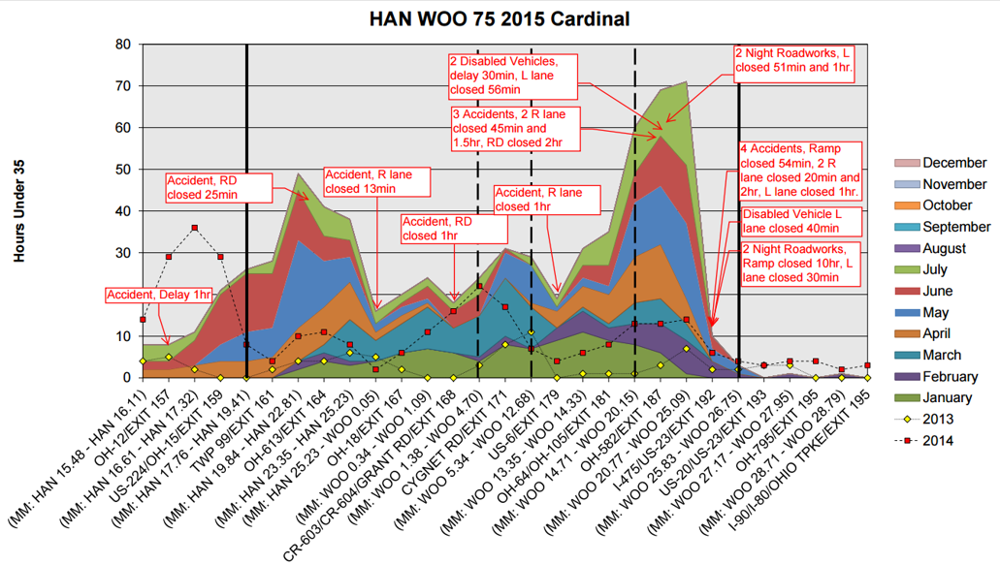 HAN WOO 75 2015 Cardinal
Hours Under 35
80
70
60
50
40
30
20
10
0
Accident, Delay 1hr
Accident, RD
closed 25min
Accident, R lane
closed 13min
Accident, RD
closed 1hr
2 Disabled Vehicles,
delay 30min, L lane
closed 56min
3 Accidents, 2 R lane
closed 45min and
1.5hr, RD closed 2hr
Accident, R lane
closed 1hr
2 Night Roadworks, L
closed 51min and 1hr.
4 Accidents, Ramp
closed 54min, 2 R
lane closed 20min and
2hr, L lane closed 1hr.
Disabled Vehicle L
lane closed 40min
2 Night Roadworks,
Ramp closed 10hr, L
lane closed 30min
December
November
October
September
August
July
June
May
April
March
February
January
2013
2014
(MM: HAN 15.48 - HAN 16.11)
OH-12/EXIT 157
(MM: HAN 16.61 - HAN 17.32)
US-224/OH-15/EXIT 159
(MM: HAN 17.76 - HAN 19.41)
TWP 99/EXIT 161
(MM: HAN 19.84 - HAN 22.81)
OH-613/EXIT 164
(MM: HAN 23.35 - HAN 25.23)
(MM: HAN 25.23 - WOO 0.05)
OH-18/EXIT 167
(MM: WOO 0.34 - WOO 1.09)
CR-603/CR-604/GRANT RD/EXIT 168
(MM: WOO 1.38 - WOO 4.70)
CYGNET RD/EXIT 171
(MM: WOO 5.34 - WOO 12.68)
US-6/EXIT 179
(MM: WOO 13.35 - WOO 14.33)
OH-64/OH-105/EXIT 181
(MM: WOO 14.71 - WOO 20.15)
OH-582/EXIT 187
(MM: WOO 20.77 - WOO 25.09)
I-475/US-23/EXIT 192
(MM: WOO 25.83 - WOO 26.75)
US-20/US-23/EXIT 193
(MM: WOO 27.17 - WOO 27.95)
OH-795/EXIT 195
(MM: WOO 28.71 - WOO 28.79)
I-90/I-80/OHIO TPKE/EXIT 195